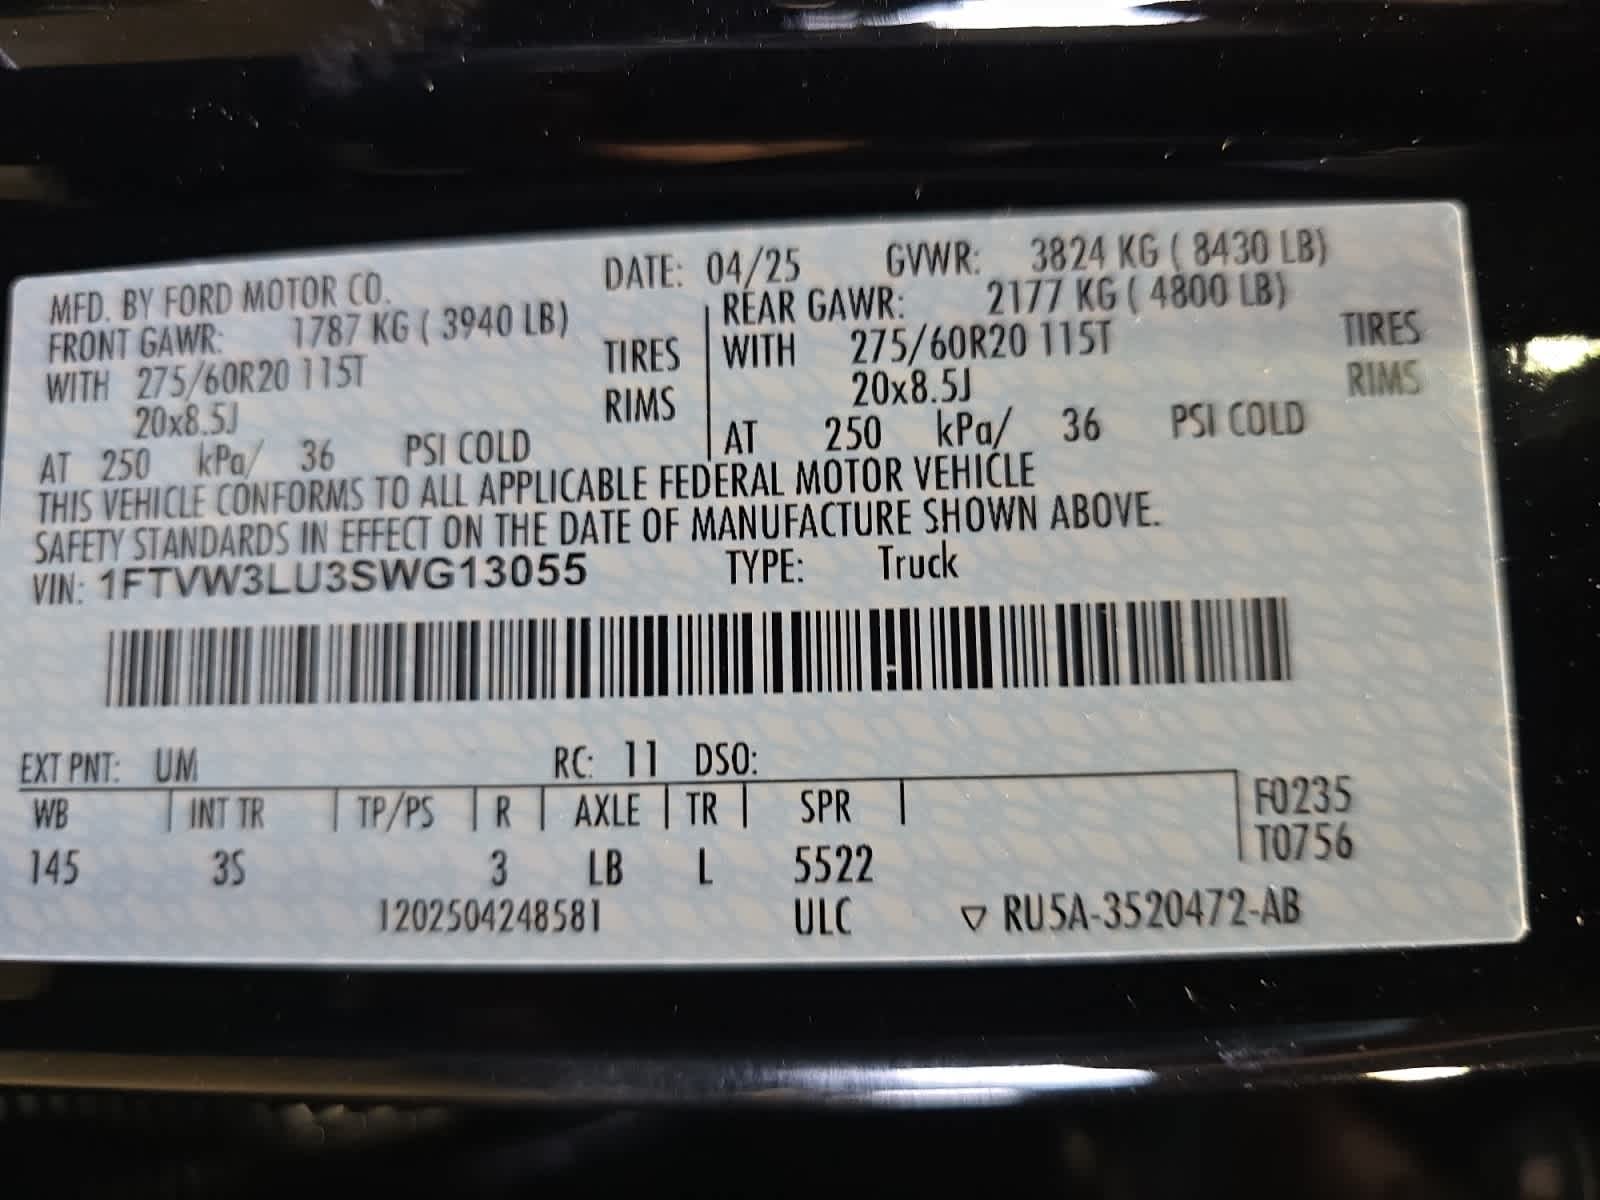 MFD. BY FORD MOTOR CO. DATE: 04/25 GVWR: 3824 KG ( 8430 LB)
FRONT GAWR: 1787 KG ( 3940 LB) REAR GAWR: 2177 KG ( 4800 LB)
WITH 275/60R20 115T TIRES WITH 275/60R20 115T TIRES
20x8.5J RIMS 20x8.5J RIMS
AT 250 kPa/ 36 PSI COLD AT 250 kPa/ 36 PSI COLD
THIS VEHICLE CONFORMS TO ALL APPLICABLE FEDERAL MOTOR VEHICLE
SAFETY STANDARDS IN EFFECT ON THE DATE OF MANUFACTURE SHOWN ABOVE.
VIN: 1FTVW3LU3SWG13055 TYPE: Truck
EXT PNT: UM RC: 11 DSO:
WB INT TR TP/PS R AXLE TR SPR F0235
T0756
145 3S 3 LB L 5522
1202504248581 ULC ▽ RU5A-3520472-AB